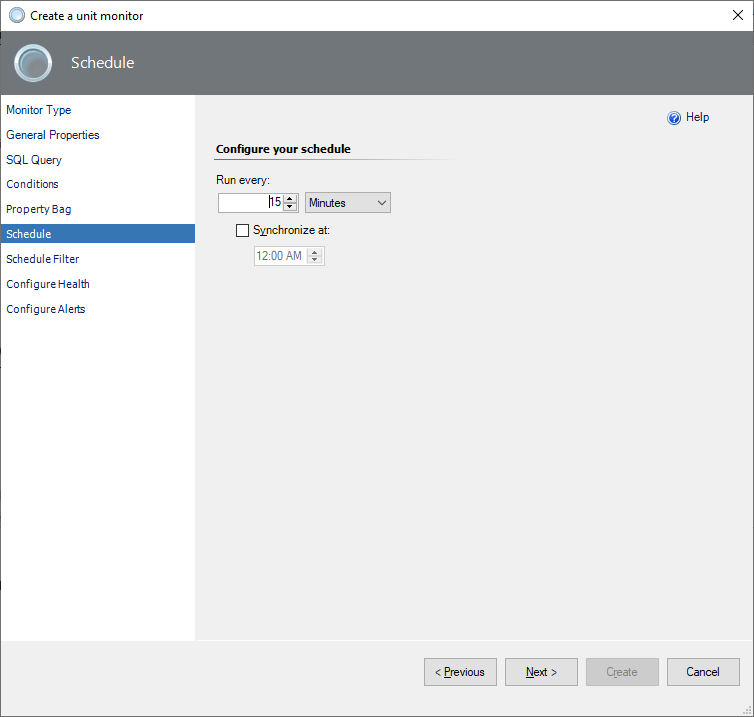 Create a unit monitor
Schedule
Monitor Type
General Properties
SQL Query
Conditions
Property Bag
Schedule
Schedule Filter
Configure Health
Configure Alerts
Help
Configure your schedule
Run every:
15 Minutes
Synchronize at:
12:00 AM
< Previous Next > Create Cancel